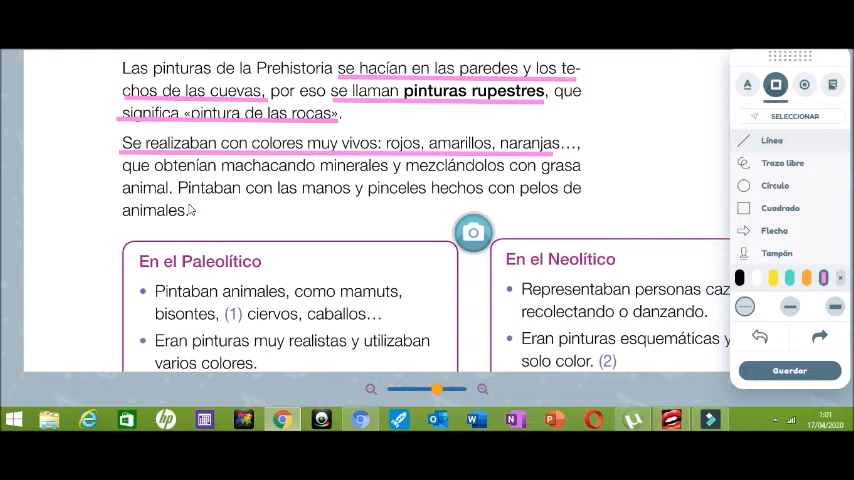 Las pinturas de la Prehistoria se hacían en las paredes y los te-
chos de las cuevas, por eso se llaman pinturas rupestres, que
significa «pintura de las rocas».
Se realizaban con colores muy vivos: rojos, amarillos, naranjas...,
que obtenían machacando minerales y mezclándolos con grasa
animal. Pintaban con las manos y pinceles hechos con pelos de
animales.
En el Paleolítico
• Pintaban animales, como mamuts,
bisontes, (1) ciervos, caballos...
• Eran pinturas muy realistas y utilizaban
varios colores.
En el Neolítico
• Representaban personas caz
recolectando o danzando.
• Eran pinturas esquemáticas y
solo color. (2)
SELECCIONAR
Línea
Trazo libre
Círculo
Cuadrado
Flecha
Tampón
Guardar
1:01
17/04/2020